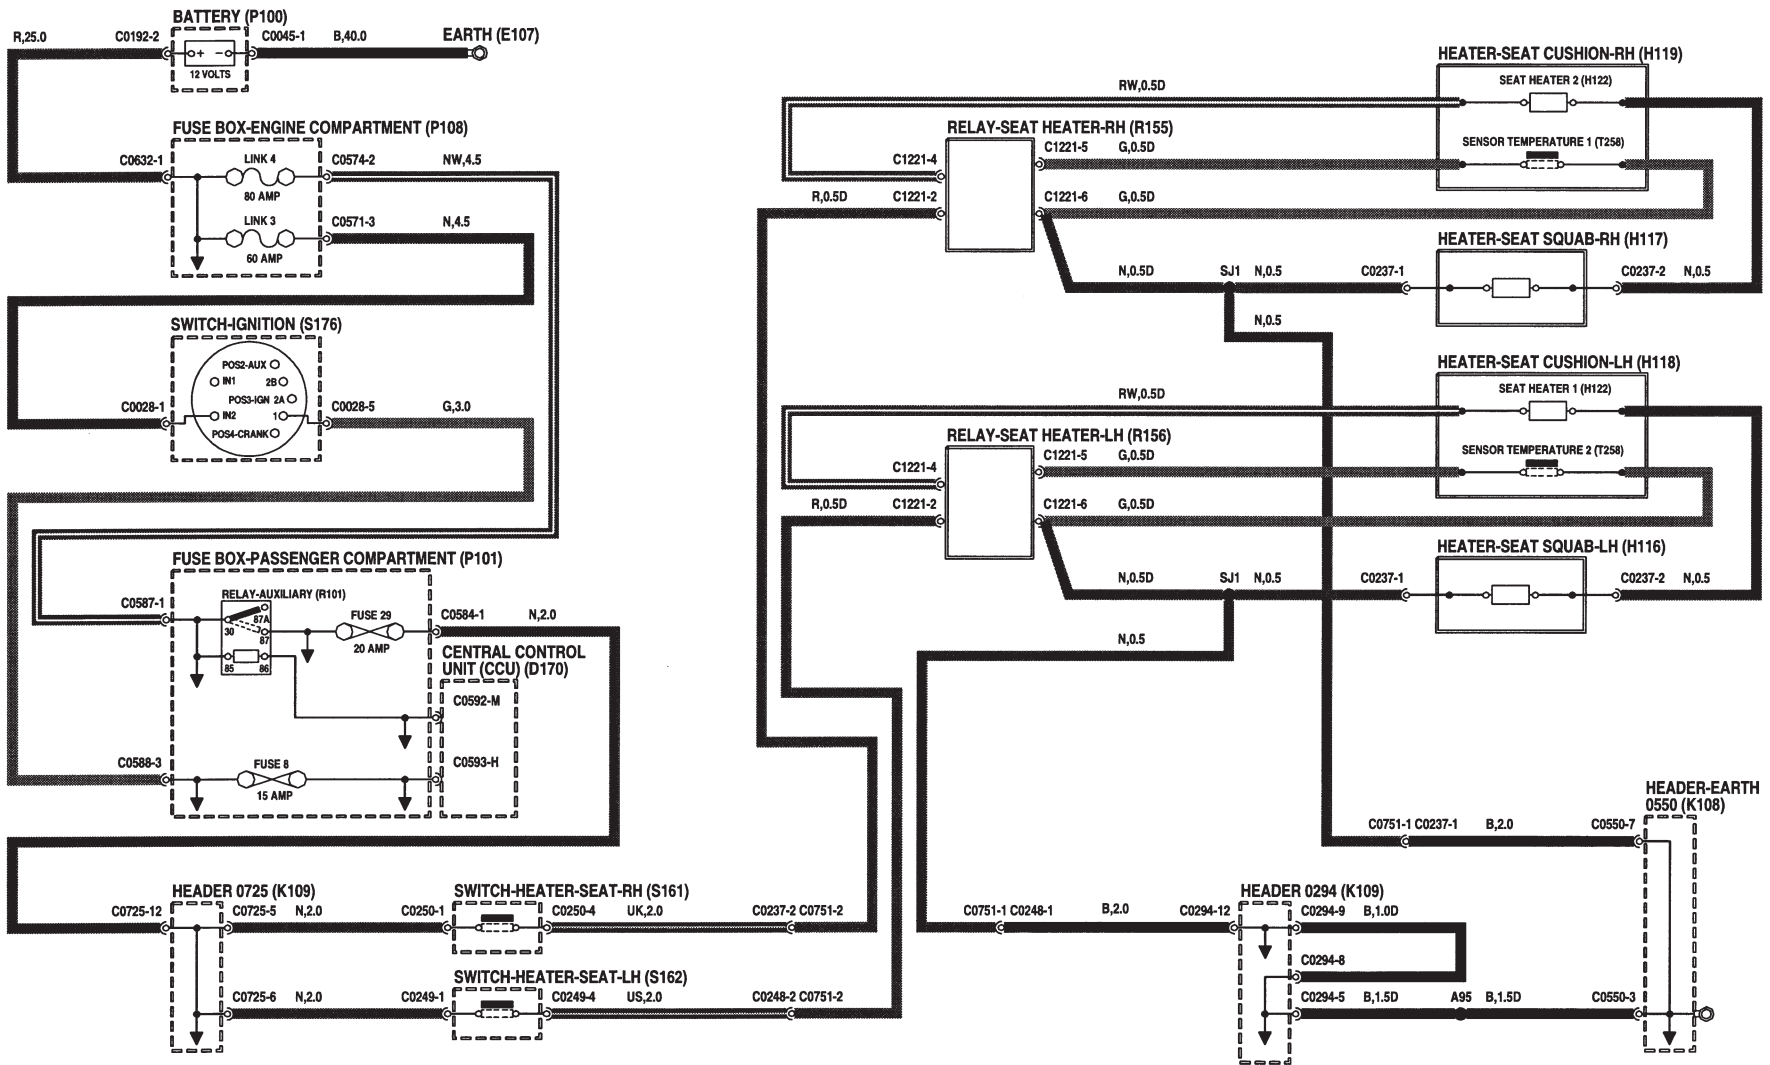 BATTERY (P100)
R,25.0
C0192-2
+
−
12 VOLTS
C0045-1
B,40.0
EARTH (E107)
FUSE BOX-ENGINE COMPARTMENT (P108)
C0632-1
LINK 4
80 AMP
C0574-2
NW,4.5
LINK 3
60 AMP
C0571-3
N,4.5
SWITCH-IGNITION (S176)
POS2-AUX
IN1
2B
POS3-IGN 2A
IN2
1
POS4-CRANK
C0028-1
C0028-5
G,3.0
FUSE BOX-PASSENGER COMPARTMENT (P101)
C0587-1
RELAY-AUXILIARY (R101)
87A
30
87
85
86
FUSE 29
20 AMP
C0584-1
N,2.0
CENTRAL CONTROL
UNIT (CCU) (D170)
C0592-M
C0593-H
C0588-3
FUSE 8
15 AMP
HEADER 0725 (K109)
C0725-12
C0725-5
N,2.0
C0250-1
SWITCH-HEATER-SEAT-RH (S161)
C0250-4
UK,2.0
C0237-2 C0751-2
C0725-6
N,2.0
C0249-1
SWITCH-HEATER-SEAT-LH (S162)
C0249-4
US,2.0
C0248-2 C0751-2
HEATER-SEAT CUSHION-RH (H119)
SEAT HEATER 2 (H122)
SENSOR TEMPERATURE 1 (T258)
RW,0.5D
RELAY-SEAT HEATER-RH (R155)
C1221-4
C1221-5
G,0.5D
R,0.5D
C1221-2
C1221-6
G,0.5D
HEATER-SEAT SQUAB-RH (H117)
N,0.5D
SJ1
N,0.5
C0237-1
C0237-2
N,0.5
N,0.5
HEATER-SEAT CUSHION-LH (H118)
SEAT HEATER 1 (H122)
SENSOR TEMPERATURE 2 (T258)
RW,0.5D
RELAY-SEAT HEATER-LH (R156)
C1221-4
C1221-5
G,0.5D
R,0.5D
C1221-2
C1221-6
G,0.5D
HEATER-SEAT SQUAB-LH (H116)
N,0.5D
SJ1
N,0.5
C0237-1
C0237-2
N,0.5
N,0.5
HEADER-EARTH
0550 (K108)
C0751-1 C0237-1
B,2.0
C0550-7
HEADER 0294 (K109)
C0751-1 C0248-1
B,2.0
C0294-12
C0294-9
B,1.0D
C0294-8
C0294-5
B,1.5D
A95
B,1.5D
C0550-3